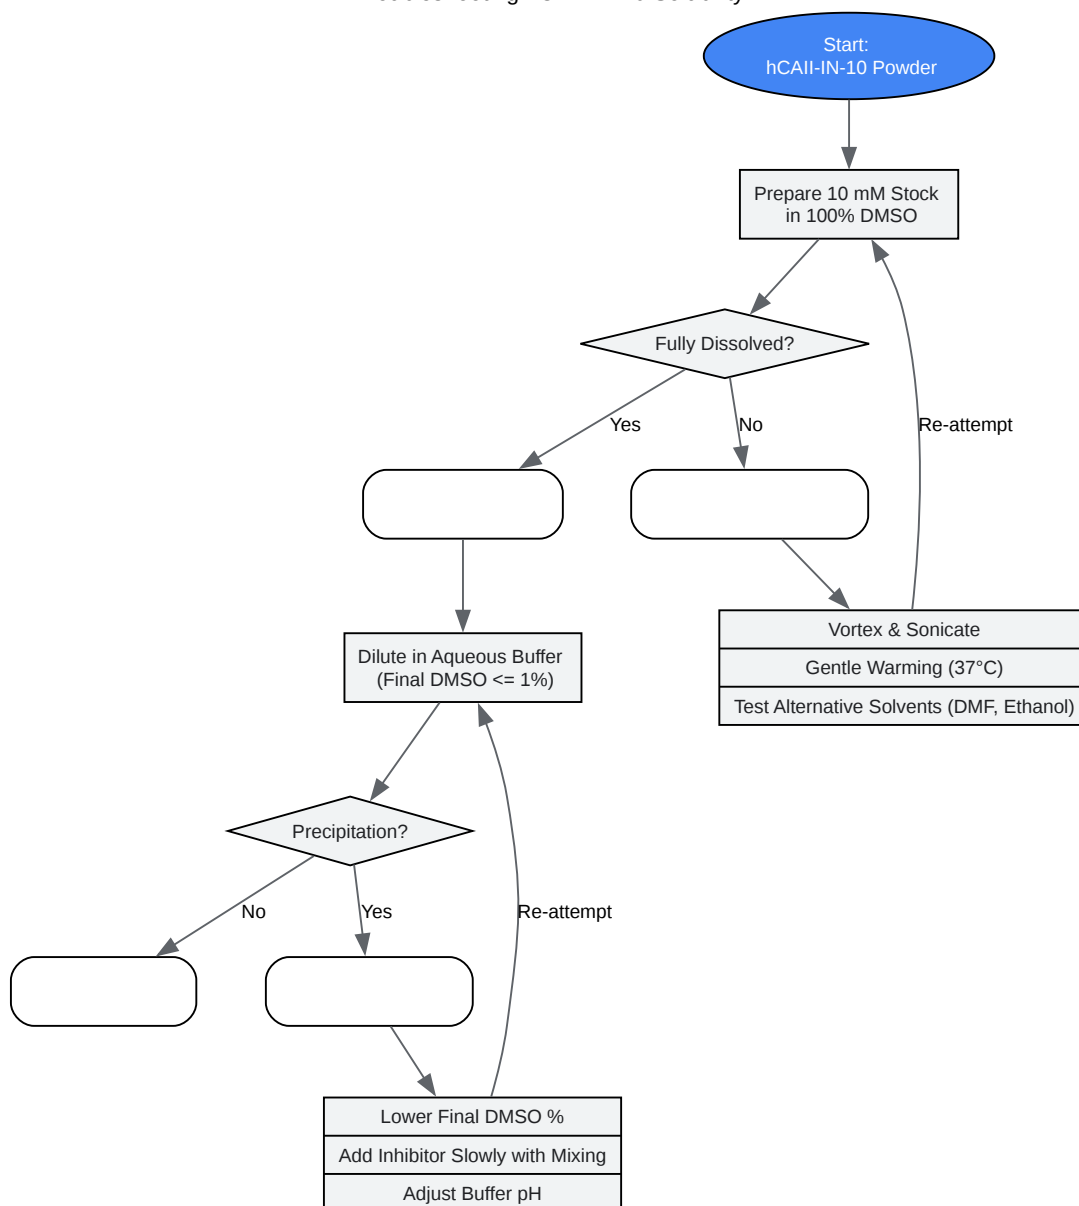 Start:
hCAII-IN-10 Powder
Prepare 10 mM Stock
in 100% DMSO
Fully Dissolved?
Yes
No
Re-attempt
Vortex & Sonicate
Gentle Warming (37°C)
Test Alternative Solvents (DMF, Ethanol)
Dilute in Aqueous Buffer
(Final DMSO <= 1%)
Precipitation?
No
Yes
Re-attempt
Lower Final DMSO %
Add Inhibitor Slowly with Mixing
Adjust Buffer pH